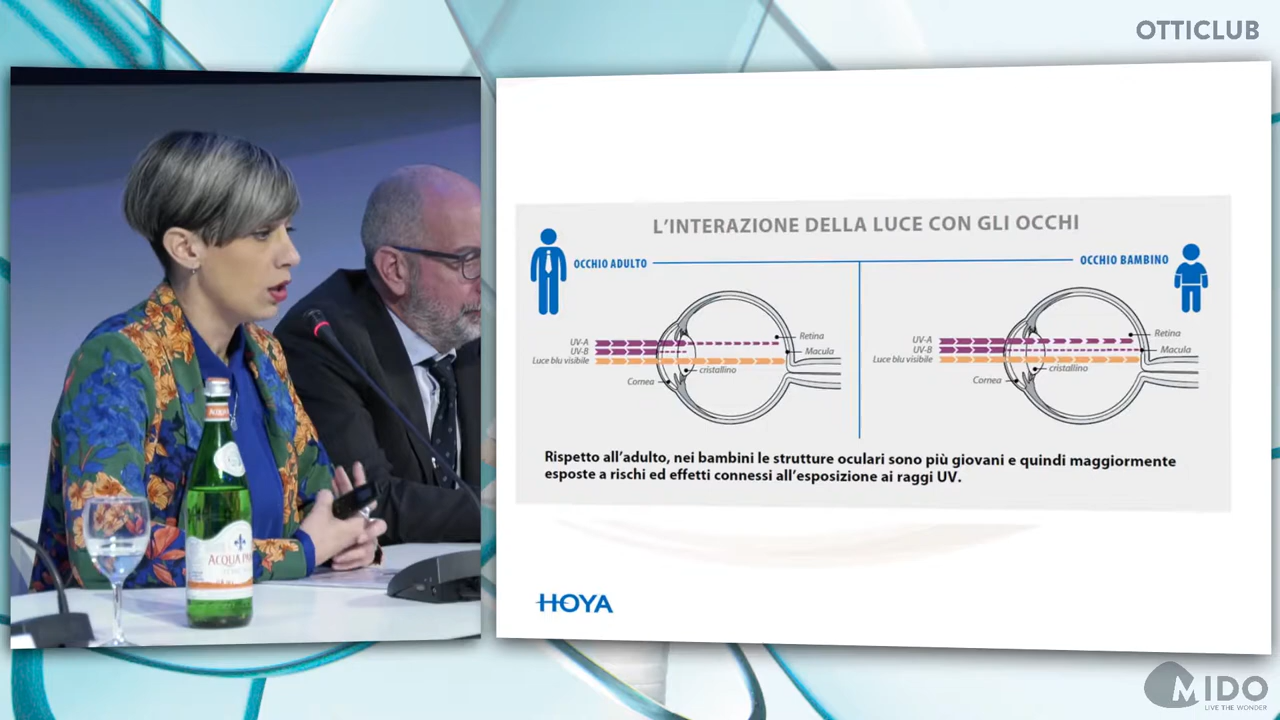 OTTICLUB
L'INTERAZIONE DELLA LUCE CON GLI OCCHI
OCCHIO ADULTO
OCCHIO BAMBINO
UV-A
UV-B
Luce blu visibile
Cornea
cristallino
Retina
Macula
UV-A
UV-B
Luce blu visibile
Cornea
cristallino
Retina
Macula
Rispetto all'adulto, nei bambini le strutture oculari sono più giovani e quindi maggiormente
esposte a rischi ed effetti connessi all'esposizione ai raggi UV.
HOYA
ACQUA
MIDO
LIVE THE WONDER